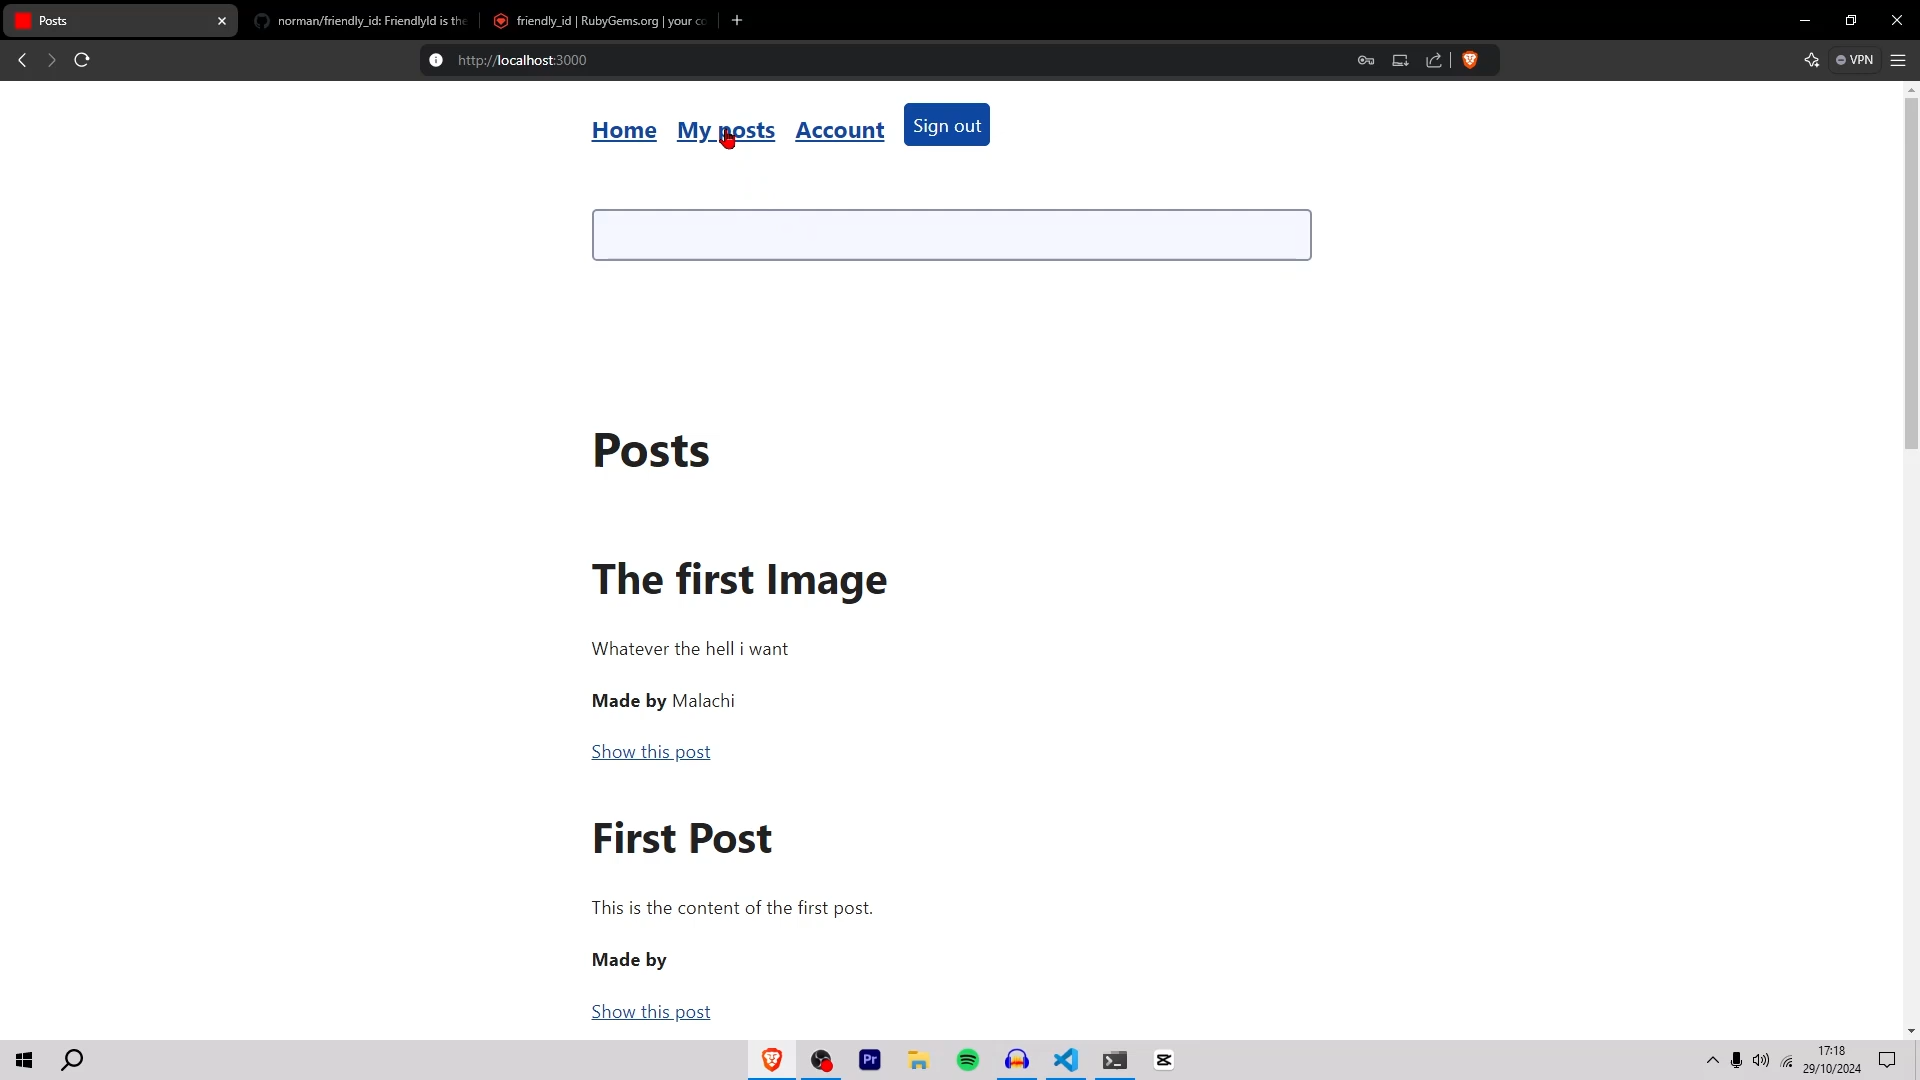 Posts
norman/friendly_id: FriendlyId is the
friendly_id | RubyGems.org | your co
http://localhost:3000
VPN
Home My posts Account Sign out
Posts
The first Image
Whatever the hell i want
Made by Malachi
Show this post
First Post
This is the content of the first post.
Made by
Show this post
Pr
17:18
29/10/2024